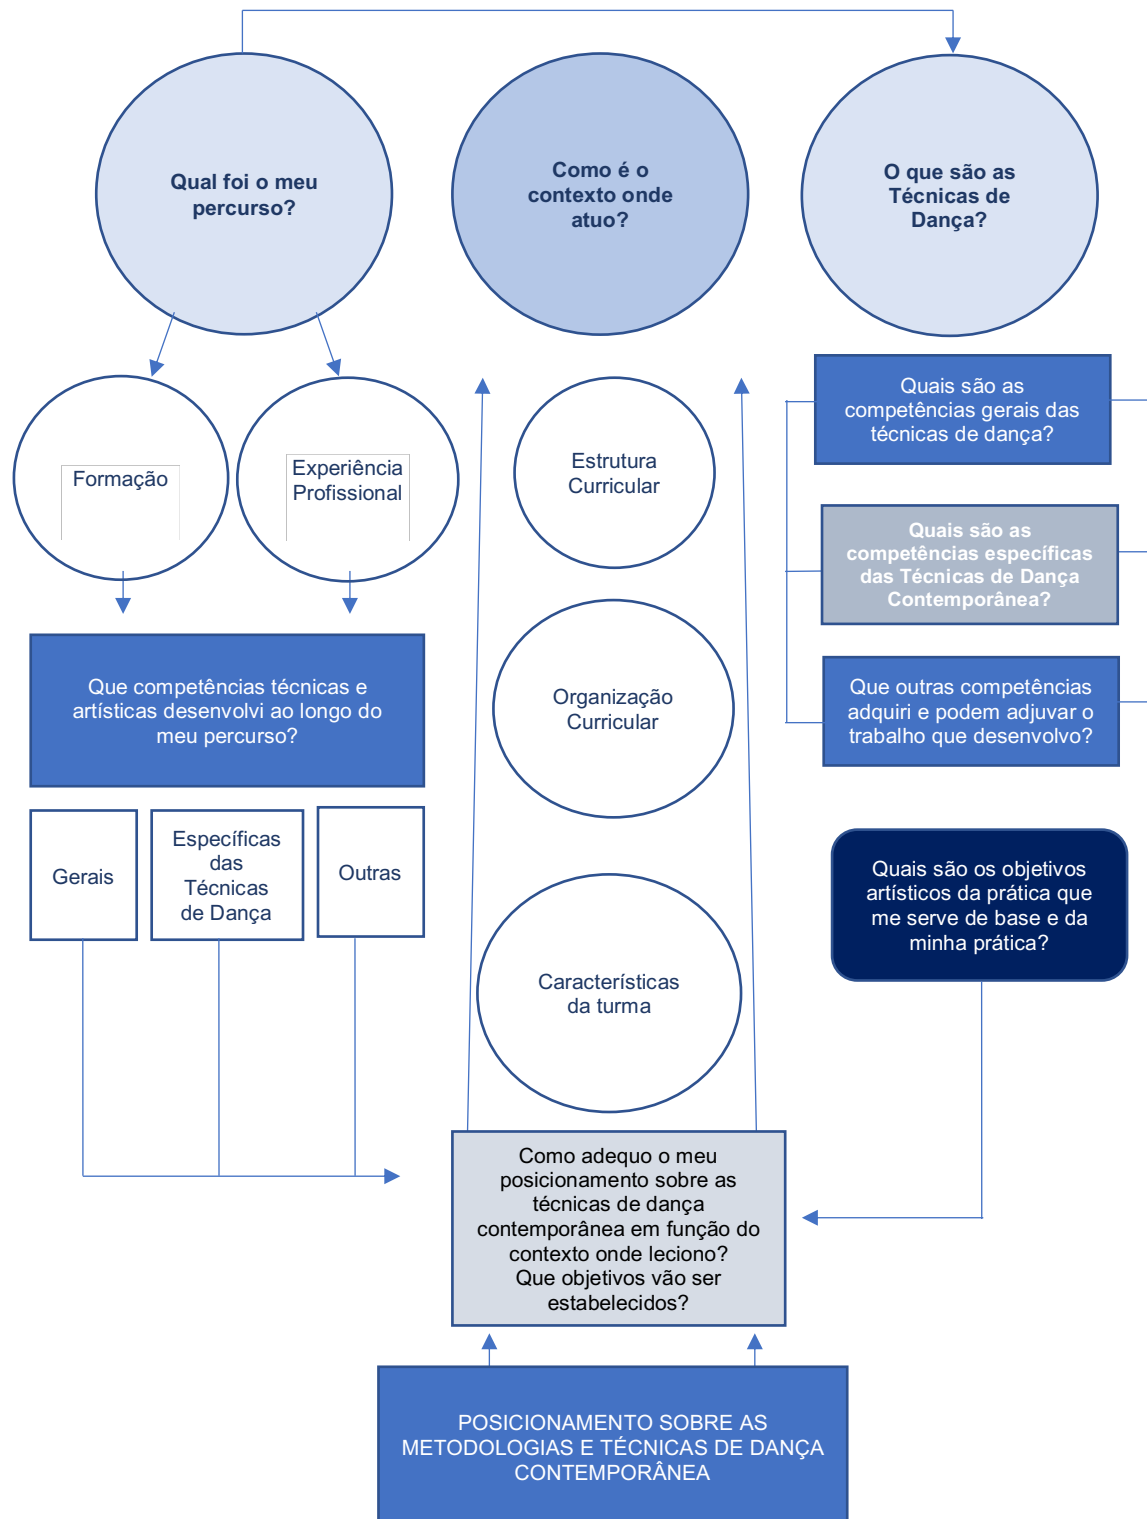 Qual foi o meu
percurso?
Como é o
contexto onde
atuo?
O que são as
Técnicas de
Dança?
Formação
Experiência
Profissional
Que competências técnicas e
artísticas desenvolvi ao longo do
meu percurso?
Gerais
Específicas
das
Técnicas
de Dança
Outras
Estrutura
Curricular
Organização
Curricular
Características
da turma
Quais são as
competências gerais das
técnicas de dança?
Quais são as
competências específicas
das Técnicas de Dança
Contemporânea?
Que outras competências
adquiri e podem adjuvar o
trabalho que desenvolvo?
Quais são os objetivos
artísticos da prática que
me serve de base e da
minha prática?
Como adequo o meu
posicionamento sobre as
técnicas de dança
contemporânea em função do
contexto onde leciono?
Que objetivos vão ser
estabelecidos?
POSICIONAMENTO SOBRE AS
METODOLOGIAS E TÉCNICAS DE DANÇA
CONTEMPORÂNEA